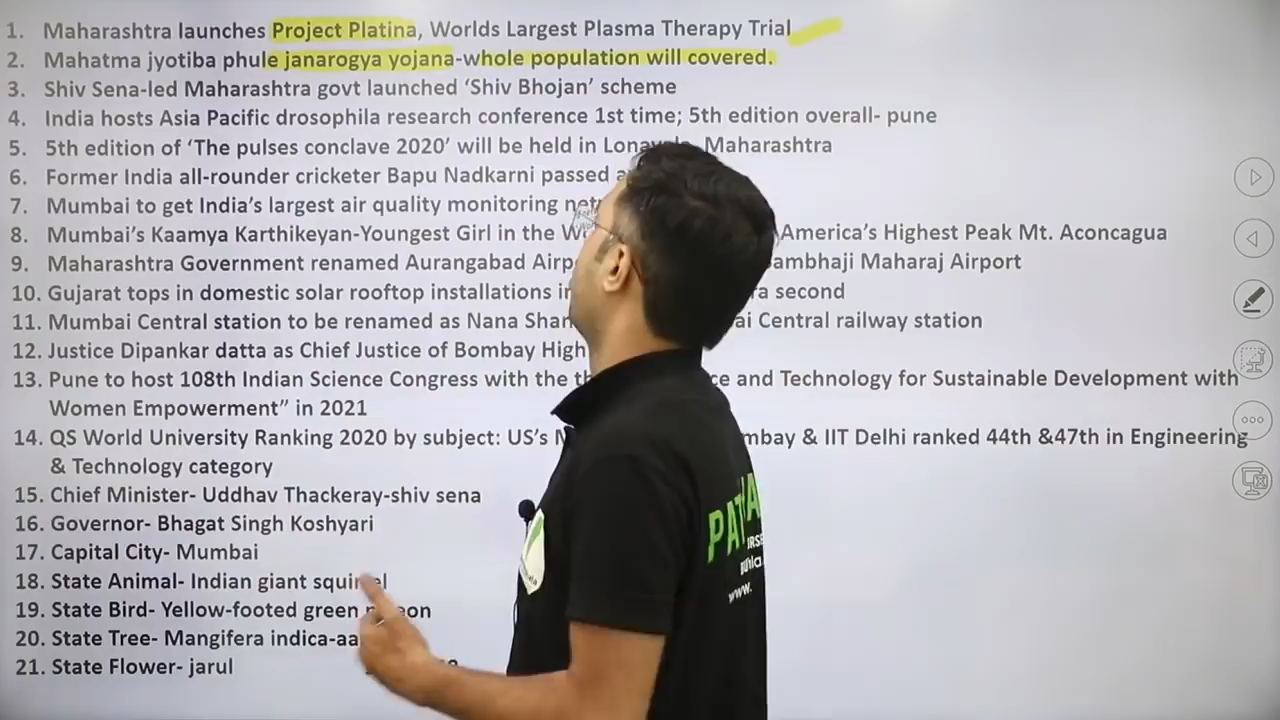 1. Maharashtra launches Project Platina, Worlds Largest Plasma Therapy Trial
2. Mahatma jyotiba phule janarogya yojana-whole population will covered.
3. Shiv Sena-led Maharashtra govt launched ‘Shiv Bhojan’ scheme
4. India hosts Asia Pacific drosophila research conference 1st time; 5th edition overall- pune
5. 5th edition of ‘The pulses conclave 2020’ will be held in Lonavala, Maharashtra
6. Former India all-rounder cricketer Bapu Nadkarni passed
7. Mumbai to get India’s largest air quality monitoring
8. Mumbai’s Kaamya Karthikeyan-Youngest Girl in the America’s Highest Peak Mt. Aconcagua
9. Maharashtra Government renamed Aurangabad Maharaj Airport
10. Gujarat tops in domestic solar rooftop installations second
11. Mumbai Central station to be renamed as Nana Central railway station
12. Justice Dipankar datta as Chief Justice of Bombay High
13. Pune to host 108th Indian Science Congress with the and Technology for Sustainable Development with
Women Empowerment” in 2021
14. QS World University Ranking 2020 by subject: US’s & IIT Delhi ranked 44th &47th in Engineering
& Technology category
15. Chief Minister- Uddhav Thackeray-shiv sena
16. Governor- Bhagat Singh Koshyari
17. Capital City- Mumbai
18. State Animal- Indian giant squirrel
19. State Bird- Yellow-footed green
20. State Tree- Mangifera
21. State Flower- jarul
www.